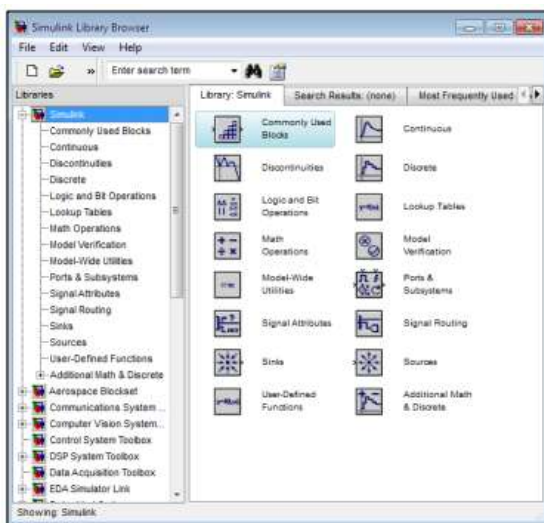 Simulink Library Browser
File Edit View Help
» Enter search term
Libraries
Library: Simulink Search Results: (none) Most Frequently Used
Simulink
Commonly Used Blocks
Continuous
Discontinuities
Discrete
Logic and Bit Operations
Lookup Tables
Math Operations
Model Verification
Model-Wide Utilities
Ports & Subsystems
Signal Attributes
Signal Routing
Sinks
Sources
User-Defined Functions
Additional Math & Discrete
Aerospace Blockset
Communications System ...
Computer Vision System...
Control System Toolbox
DSP System Toolbox
Data Acquisition Toolbox
EDA Simulator Link
Commonly Used
Blocks
Continuous
Discontinuities
Discrete
Logic and Bit
Operations
Lookup Tables
Math
Operations
Model
Verification
Model-Wide
Utilities
Ports &
Subsystems
Signal Attributes
Signal Routing
Sinks
Sources
User-Defined
Functions
Additional Math
& Discrete
Showing: Simulink